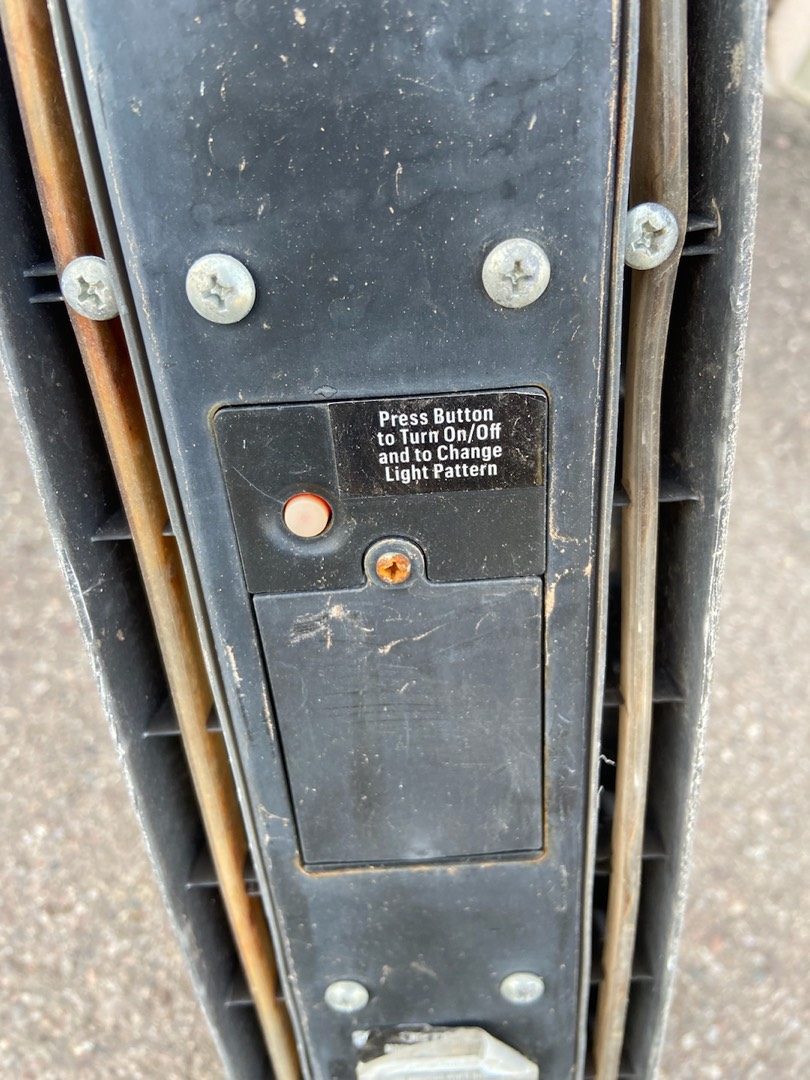 Press Button
to Turn On/Off
and to Change
Light Pattern